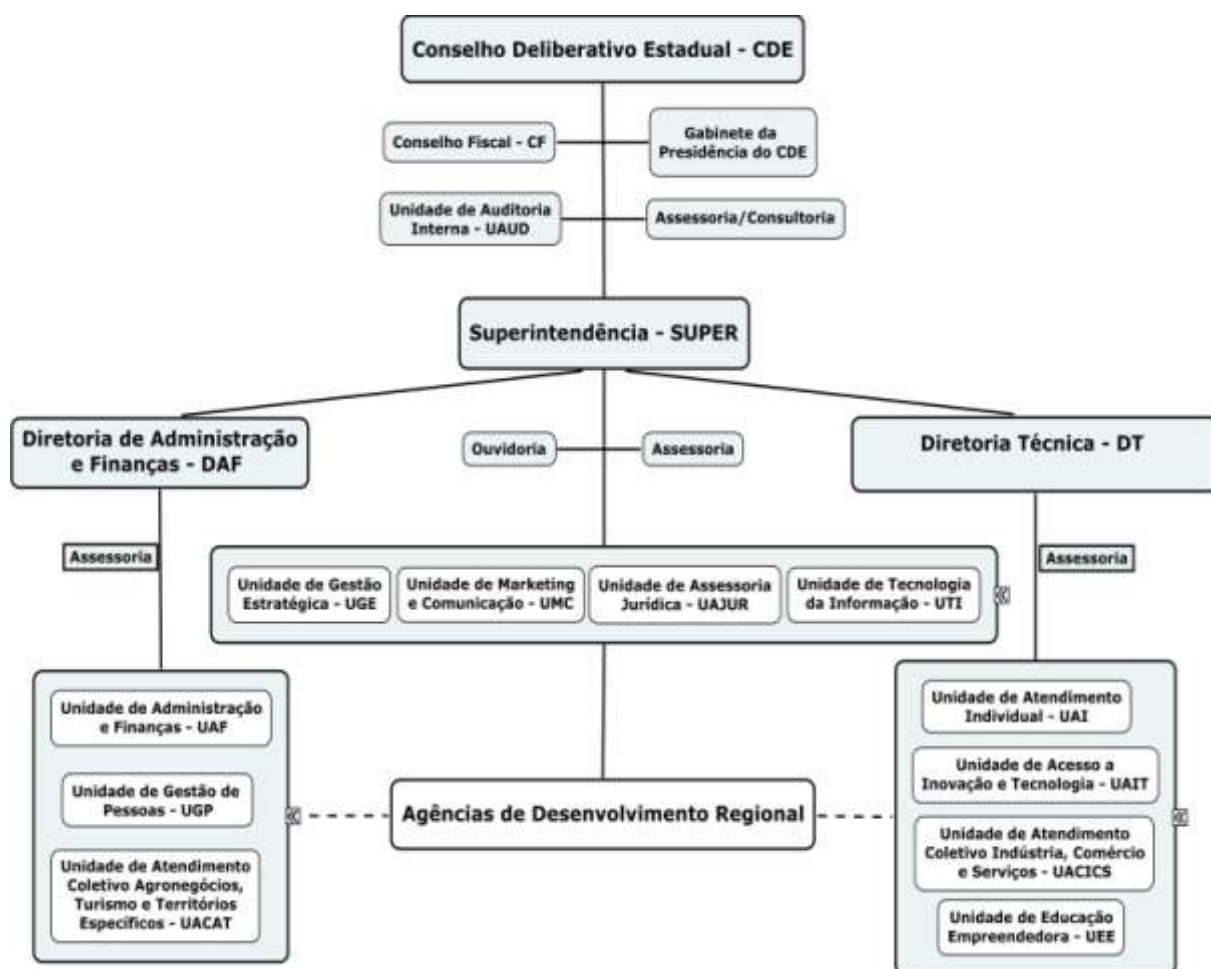 Conselho Deliberativo Estadual - CDE
Conselho Fiscal - CF
Gabinete da
Presidência do CDE
Unidade de Auditoria
Interna - UAUD
Assessoria/Consultoria
Superintendência - SUPER
Diretoria de Administração
e Finanças - DAF
Ouvidoria
Assessoria
Diretoria Técnica - DT
Assessoria
Assessoria
Unidade de Gestão
Estratégica - UGE
Unidade de Marketing
e Comunicação - UMC
Unidade de Assessoria
Jurídica - UAJUR
Unidade de Tecnologia
da Informação - UTI
Unidade de Administração
e Finanças - UAF
Unidade de Gestão de
Pessoas - UGP
Unidade de Atendimento
Coletivo Agronegócios,
Turismo e Territórios
Específicos - UACAT
Agências de Desenvolvimento Regional
Unidade de Atendimento
Individual - UAI
Unidade de Acesso a
Inovação e Tecnologia - UAIT
Unidade de Atendimento
Coletivo Indústria, Comércio
e Serviços - UACICS
Unidade de Educação
Empreendedora - UEE